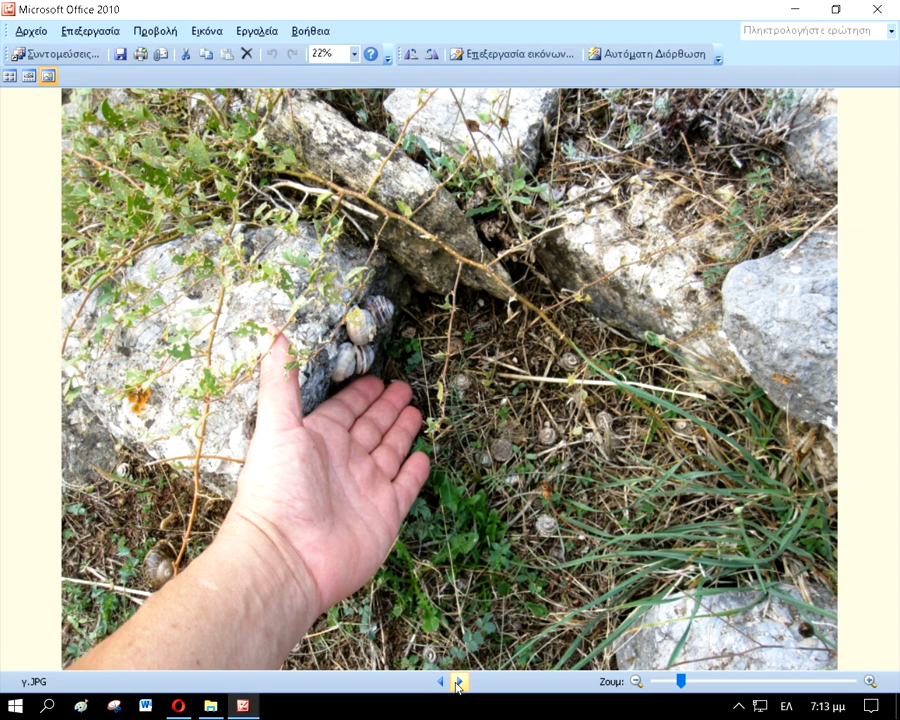 Microsoft Office 2010
Αρχείο Επεξεργασία Προβολή Εικόνα Εργαλεία Βοήθεια
Πληκτρολογήστε ερώτηση
Συντομεύσεις... 22% Επεξεργασία εικόνων... Αυτόματη Διόρθωση
γ.JPG Ζουμ:
ΕΛ 7:13 μμ